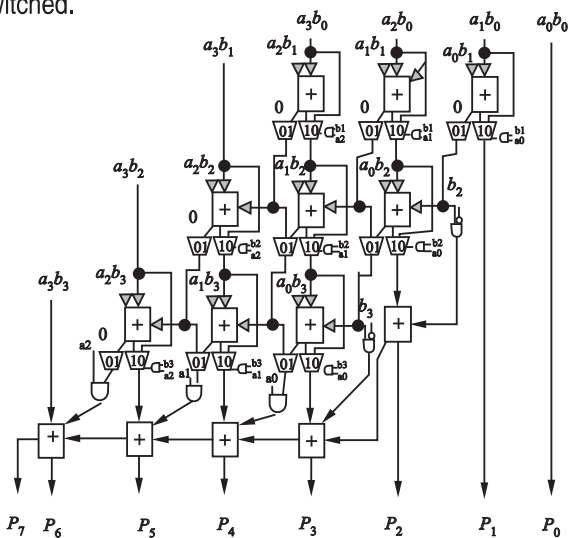 witched.
a₃b₀ a₂b₀ a₁b₀ a₀b₀
a₃b₁ a₂b₁ a₁b₁ a₀b₁
+ + +
0 01 10 b1 a2 0 01 10 b1 a1 0 01 10 b1 a0
a₃b₂ a₂b₂ a₁b₂ a₀b₂ b₂
+ + +
0 01 10 b2 a2 01 10 b2 a1 01 10 b2 a0
a₃b₃ a₂b₃ a₁b₃ a₀b₃ b₃
+ + + +
0 a2 01 10 b3 a2 a1 01 10 b3 a1 a0 01 10 b3 a0
+ + + +
P₇ P₆ P₅ P₄ P₃ P₂ P₁ P₀